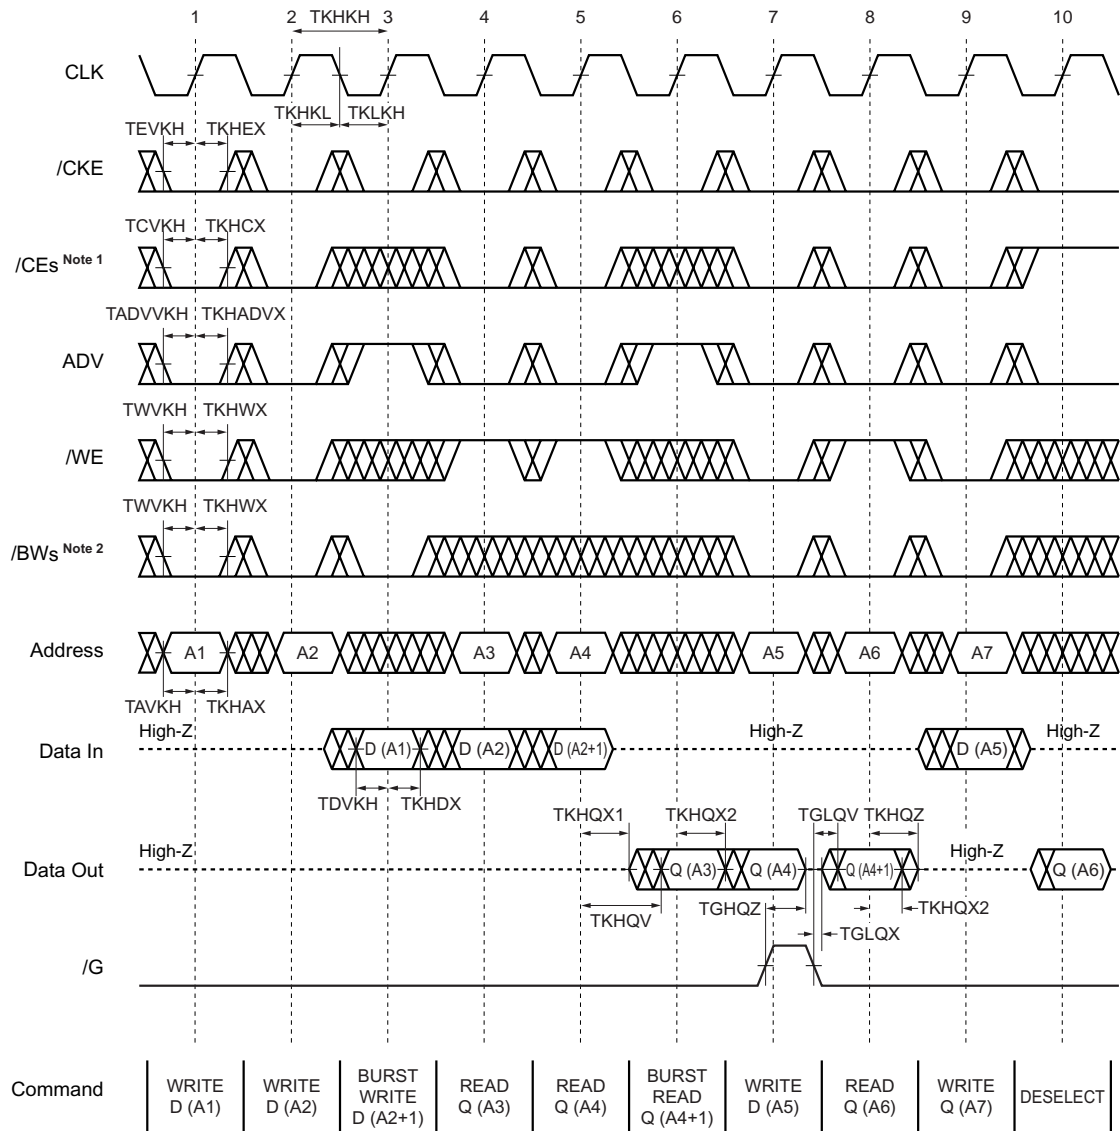 1 2 TKHKH 3 4 5 6 7 8 9 10
CLK
TKHKL TKLKH
TEVKH TKHEX
/CKE
TCVKH TKHCX
/CEs Note 1
TADVVKH TKHADVX
ADV
TWVKH TKHWX
/WE
TWVKH TKHWX
/BWs Note 2
Address A1 A2 A3 A4 A5 A6 A7
TAVKH TKHAX
High-Z High-Z High-Z
Data In D (A1) D (A2) D (A2+1) D (A5)
TDVKH TKHDX
TKHQX1 TKHQX2 TGLQV TKHQZ
High-Z High-Z
Data Out Q (A3) Q (A4) Q (A4+1) Q (A6)
TKHQV TGHQZ TKHQX2
TGLQX
/G
Command
WRITE
D (A1)
WRITE
D (A2)
BURST
WRITE
D (A2+1)
READ
Q (A3)
READ
Q (A4)
BURST
READ
Q (A4+1)
WRITE
D (A5)
READ
Q (A6)
WRITE
Q (A7)
DESELECT